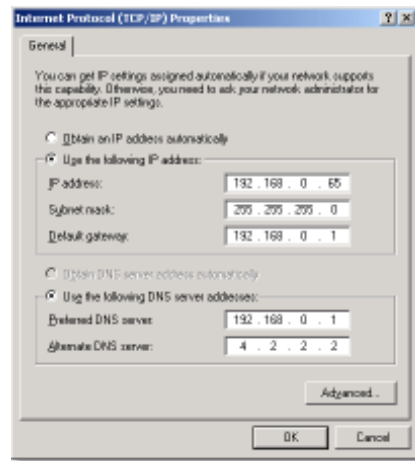 Internet Protocol (TCP/IP) Properties
General
You can get IP settings assigned automatically if your network supports
this capability. Otherwise, you need to ask your network administrator for
the appropriate IP settings.
Obtain an IP address automatically
Use the following IP address:
IP address: 192 . 168 . 0 . 65
Subnet mask: 255 . 255 . 255 . 0
Default gateway: 192 . 168 . 0 . 1
Obtain DNS server address automatically
Use the following DNS server addresses:
Preferred DNS server: 192 . 168 . 0 . 1
Alternate DNS server: 4 . 2 . 2 . 2
Advanced...
OK Cancel